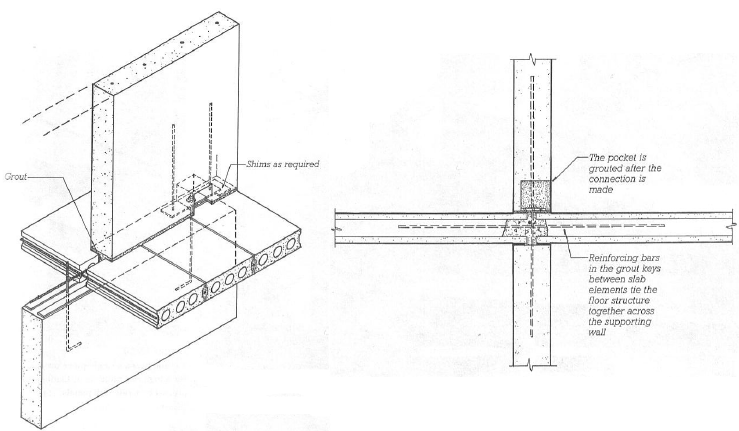 Grout
Shims as required
The pocket is
grouted after the
connection is
made
Reinforcing bars
in the grout keys
between slab
elements tie the
floor structure
together across
the supporting
wall